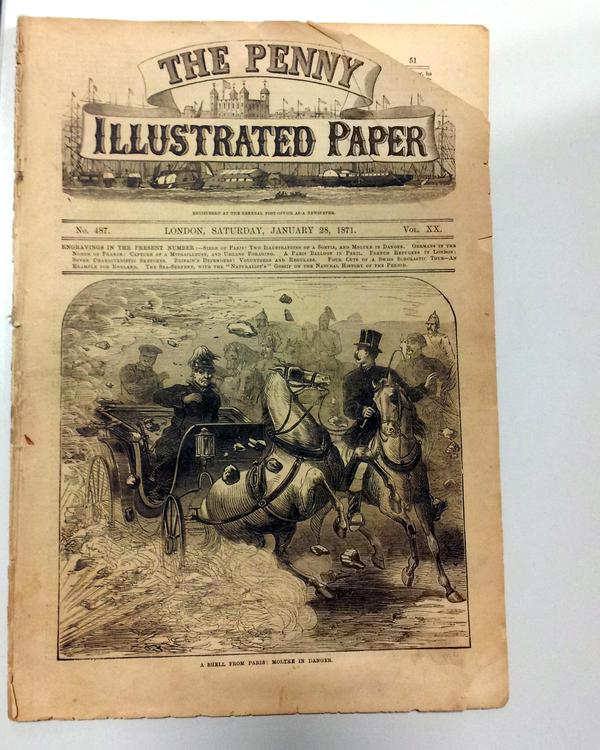 51
THE PENNY
ILLUSTRATED PAPER
REGISTERED AT THE GENERAL POST-OFFICE AS A NEWSPAPER.
No. 487. LONDON, SATURDAY, JANUARY 28, 1871. VOL. XX.
ENGRAVINGS IN THE PRESENT NUMBER:—SIEGE OF PARIS: TWO ILLUSTRATIONS OF A SORTIE, AND MOLTKE IN DANGER. GERMANS IN THE
NORTH OF FRANCE: CAPTURE OF A MITRAILLEUSE, AND UHLANS FORAGING. A PARIS BALLOON IN PERIL. FRENCH REFUGEES IN LONDON:
SEVEN CHARACTERISTIC SKETCHES. BRITAIN'S DEFENDERS: VOLUNTEERS AND REGULARS. FOUR CUTS OF A SWISS SCHOLASTIC TOUR—AN
EXAMPLE FOR ENGLAND. THE SEA-SERPENT, WITH THE "NATURALIST'S" GOSSIP ON THE NATURAL HISTORY OF THE PERIOD.
A SHELL FROM PARIS: MOLTKE IN DANGER.